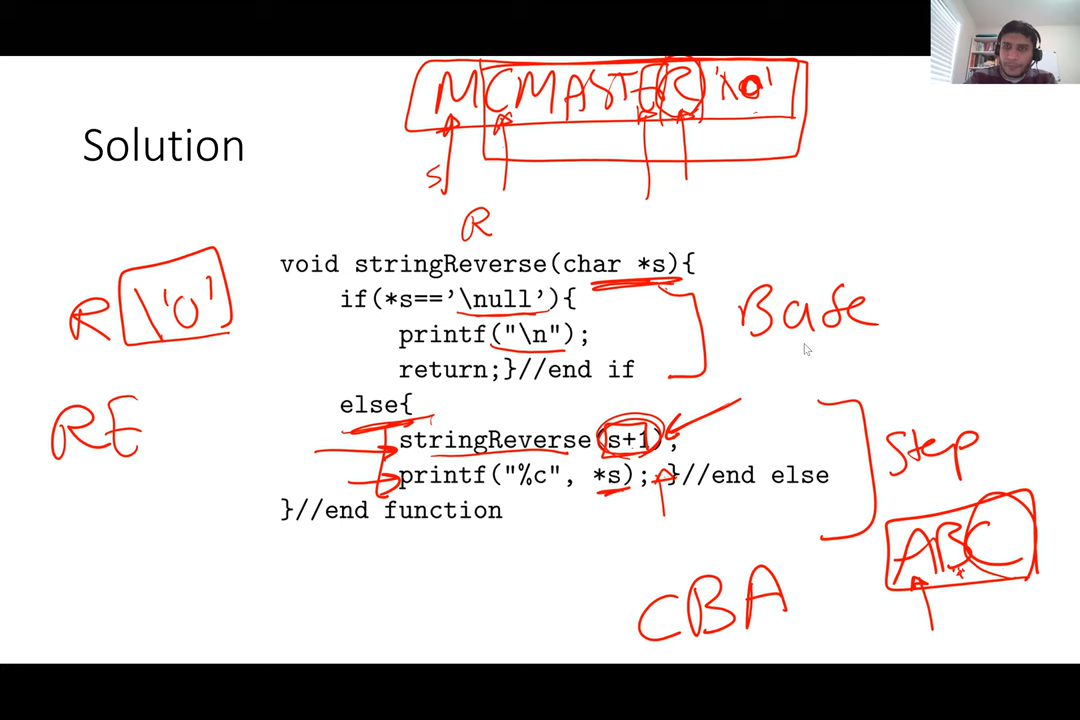 MCMASTER '\0'
Solution
S
R
void stringReverse(char *s){
if(*s=='\null'){
printf("\n");
return;}//end if
else{
stringReverse(s+1);
printf("%c", *s); }//end else
}//end function
R \'0'
RE
Base
Step
ABC
CBA